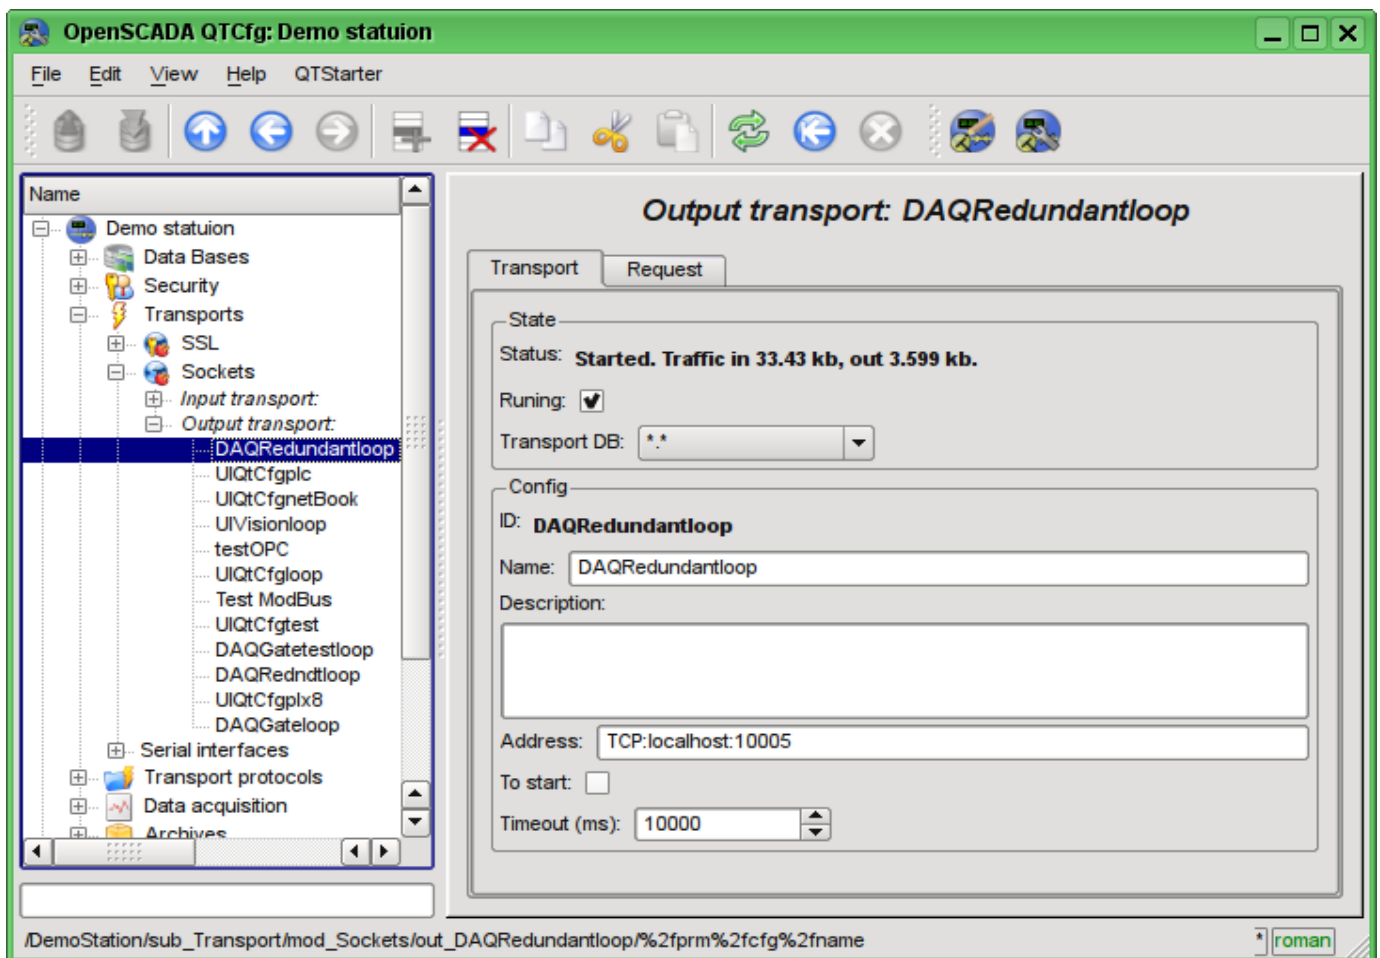 OpenSCADA QTCfg: Demo statuion
File Edit View Help QTStarter
Name
Demo statuion
Data Bases
Security
Transports
SSL
Sockets
Input transport:
Output transport:
DAQRedundantloop
UIQtCfgplc
UIQtCfgnetBook
UIVisionloop
testOPC
UIQtCfgloop
Test ModBus
UIQtCfgtest
DAQGatetestloop
DAQRedndtloop
UIQtCfgplx8
DAQGateloop
Serial interfaces
Transport protocols
Data acquisition
Archives
Output transport: DAQRedundantloop
Transport Request
State
Status: Started. Traffic in 33.43 kb, out 3.599 kb.
Runing:
Transport DB: *.*
Config
ID: DAQRedundantloop
Name: DAQRedundantloop
Description:
Address: TCP:localhost:10005
To start:
Timeout (ms): 10000
/DemoStation/sub_Transport/mod_Sockets/out_DAQRedundantloop/%2fprm%2fcfg%2fname
* roman